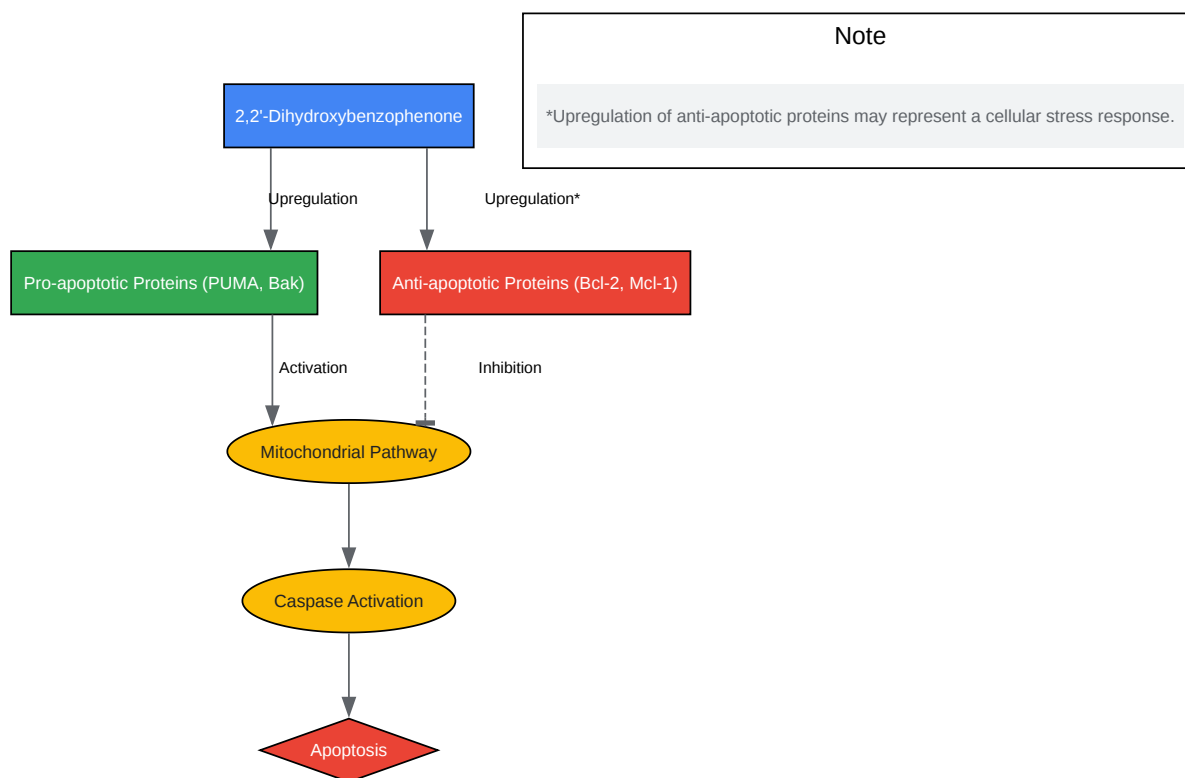 Note
*Upregulation of anti-apoptotic proteins may represent a cellular stress response.
2,2'-Dihydroxybenzophenone
Upregulation
Upregulation*
Pro-apoptotic Proteins (PUMA, Bak)
Anti-apoptotic Proteins (Bcl-2, Mcl-1)
Activation
Inhibition
Mitochondrial Pathway
Caspase Activation
Apoptosis